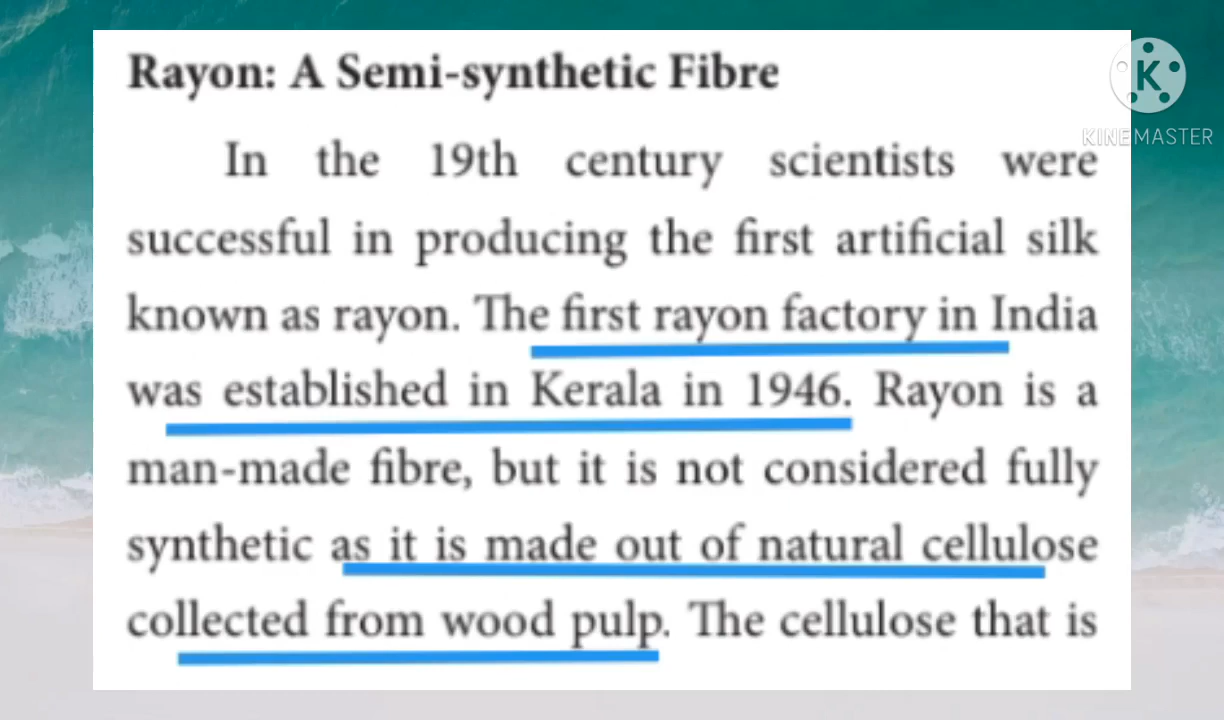 Rayon: A Semi-synthetic Fibre
In the 19th century scientists were
successful in producing the first artificial silk
known as rayon. The first rayon factory in India
was established in Kerala in 1946. Rayon is a
man-made fibre, but it is not considered fully
synthetic as it is made out of natural cellulose
collected from wood pulp. The cellulose that is
K
KINEMASTER